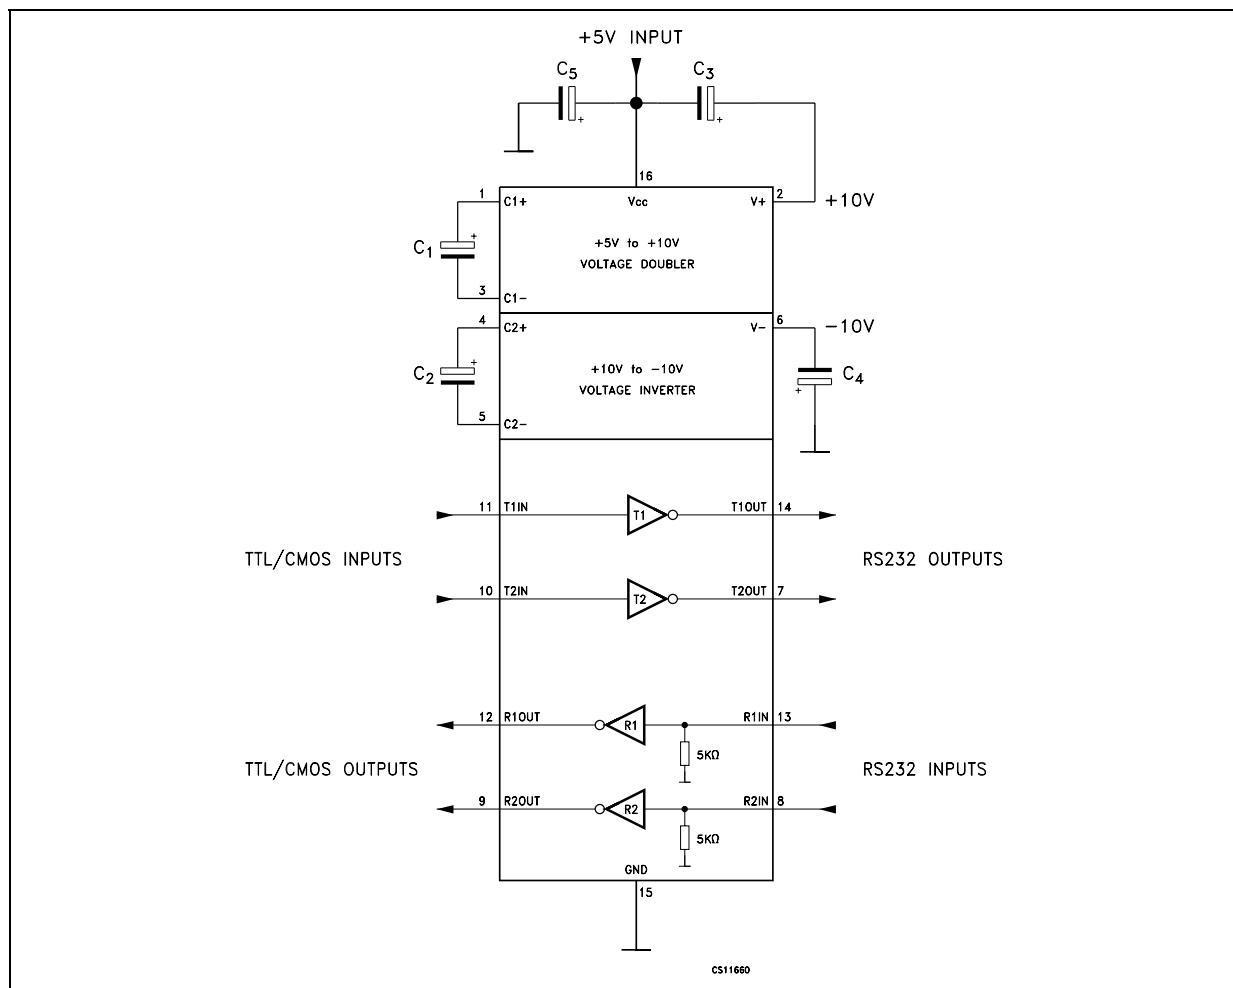 +5V INPUT
C5 C3
+ +
16
1 C1+ Vcc V+ 2 +10V
C1 +
+5V to +10V
VOLTAGE DOUBLER
3 C1-
4 C2+ V- 6 -10V
C2 +
+10V to -10V
VOLTAGE INVERTER
C4
+
5 C2-
11 T1IN T1 T1OUT 14
TTL/CMOS INPUTS RS232 OUTPUTS
10 T2IN T2 T2OUT 7
12 R1OUT R1 R1IN 13
5KΩ
TTL/CMOS OUTPUTS RS232 INPUTS
9 R2OUT R2 R2IN 8
5KΩ
GND
15
CS11660